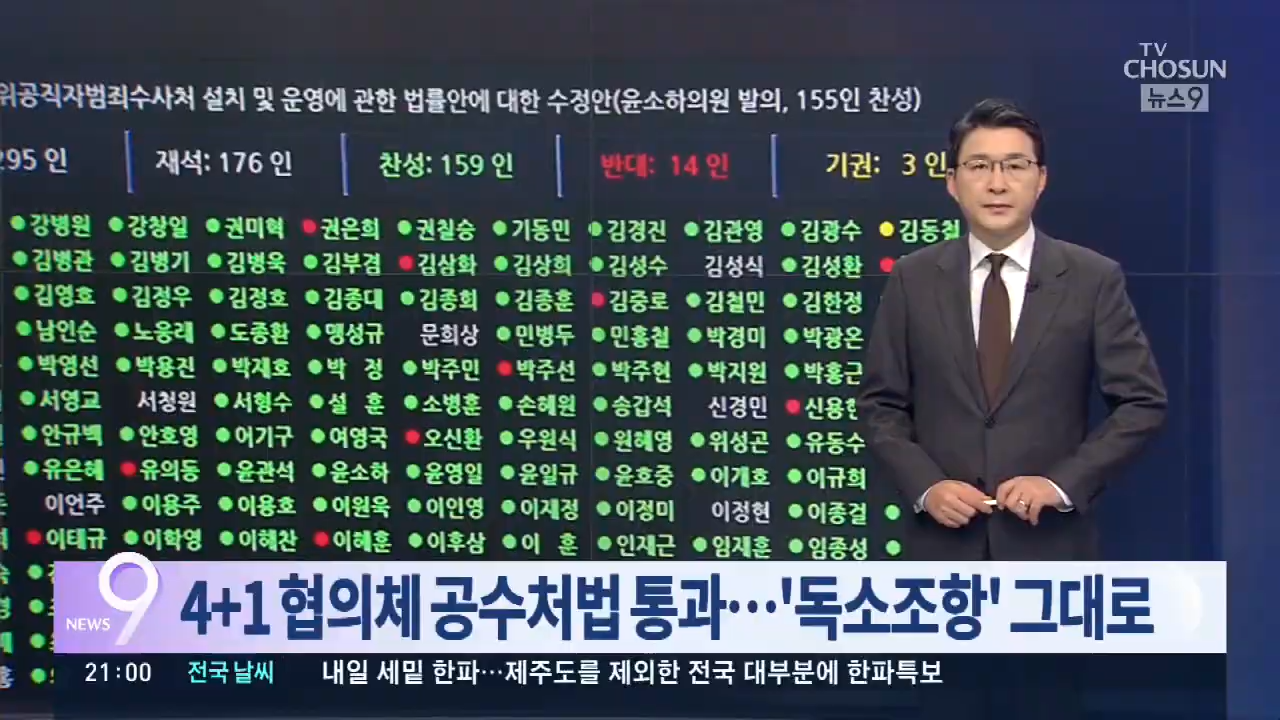 TV
CHOSUN
뉴스9
위공직자범죄수사처 설치 및 운영에 관한 법률안에 대한 수정안(윤소하의원 발의, 155인 찬성)
295 인 재석: 176 인 찬성: 159 인 반대: 14 인 기권: 3 인
강병원 강창일 권미혁 권은희 권칠승 기동민 김경진 김관영 김광수 김동철
김병관 김병기 김병욱 김부겸 김삼화 김상희 김성수 김성식 김성환
김영호 김정우 김정호 김종대 김종회 김종훈 김중로 김철민 김한정
남인순 노웅래 도종환 맹성규 문희상 민병두 민홍철 박경미 박광온
박영선 박용진 박재호 박 정 박주민 박주선 박주현 박지원 박홍근
서영교 서청원 서형수 설 훈 소병훈 손혜원 송갑석 신경민 신용현
안규백 안호영 어기구 여영국 오신환 우원식 원혜영 위성곤 유동수
유은혜 유의동 윤관석 윤소하 윤영일 윤일규 윤호중 이개호 이규희
이언주 이용주 이용호 이원욱 이인영 이재정 이정미 이정현 이종걸
이태규 이학영 이해찬 이혜훈 이후삼 이 훈 인재근 임재훈 임종성
NEWS 9
4+1 협의체 공수처법 통과…'독소조항' 그대로
21:00 전국 날씨 내일 세밑 한파…제주도를 제외한 전국 대부분에 한파특보